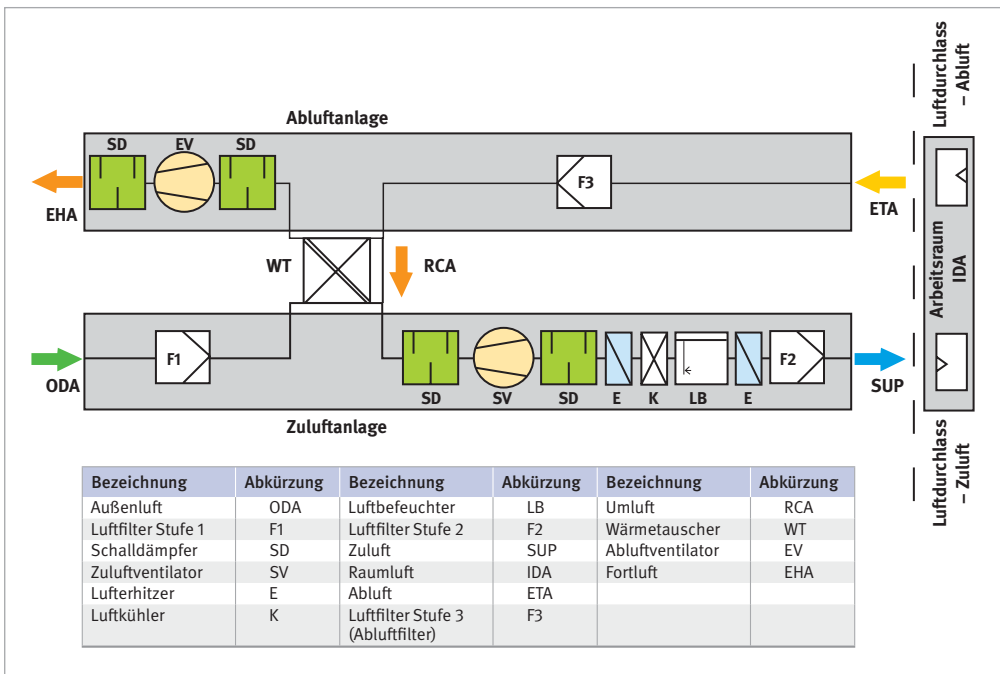 Abluftanlage
SD EV SD
F3
EHA
ETA
WT
RCA
F1
F2
ODA
SD SV SD E K LB E
SUP
Zuluftanlage
Luftdurchlass
– Abluft
Arbeitsraum
IDA
Luftdurchlass
– Zuluft
Bezeichnung Abkürzung Bezeichnung Abkürzung Bezeichnung Abkürzung
Außenluft ODA Luftbefeuchter LB Umluft RCA
Luftfilter Stufe 1 F1 Luftfilter Stufe 2 F2 Wärmetauscher WT
Schalldämpfer SD Zuluft SUP Abluftventilator EV
Zuluftventilator SV Raumluft IDA Fortluft EHA
Lufterhitzer E Abluft ETA
Luftkühler K Luftfilter Stufe 3 F3
(Abluftfilter)